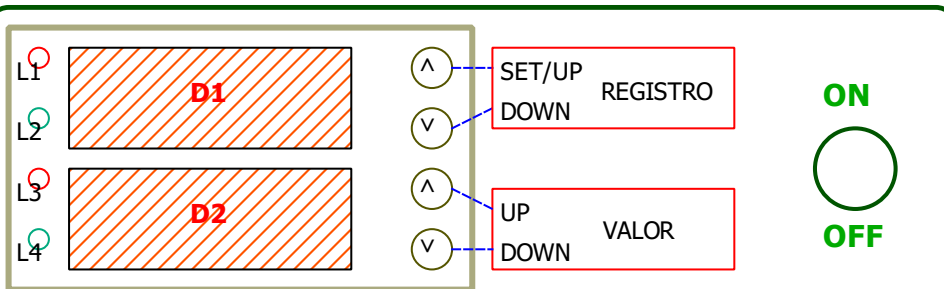 L1
D1
^
SET/UP
DOWN
REGISTRO
ON
L2
^
L3
D2
^
UP
DOWN
VALOR
OFF
L4
^